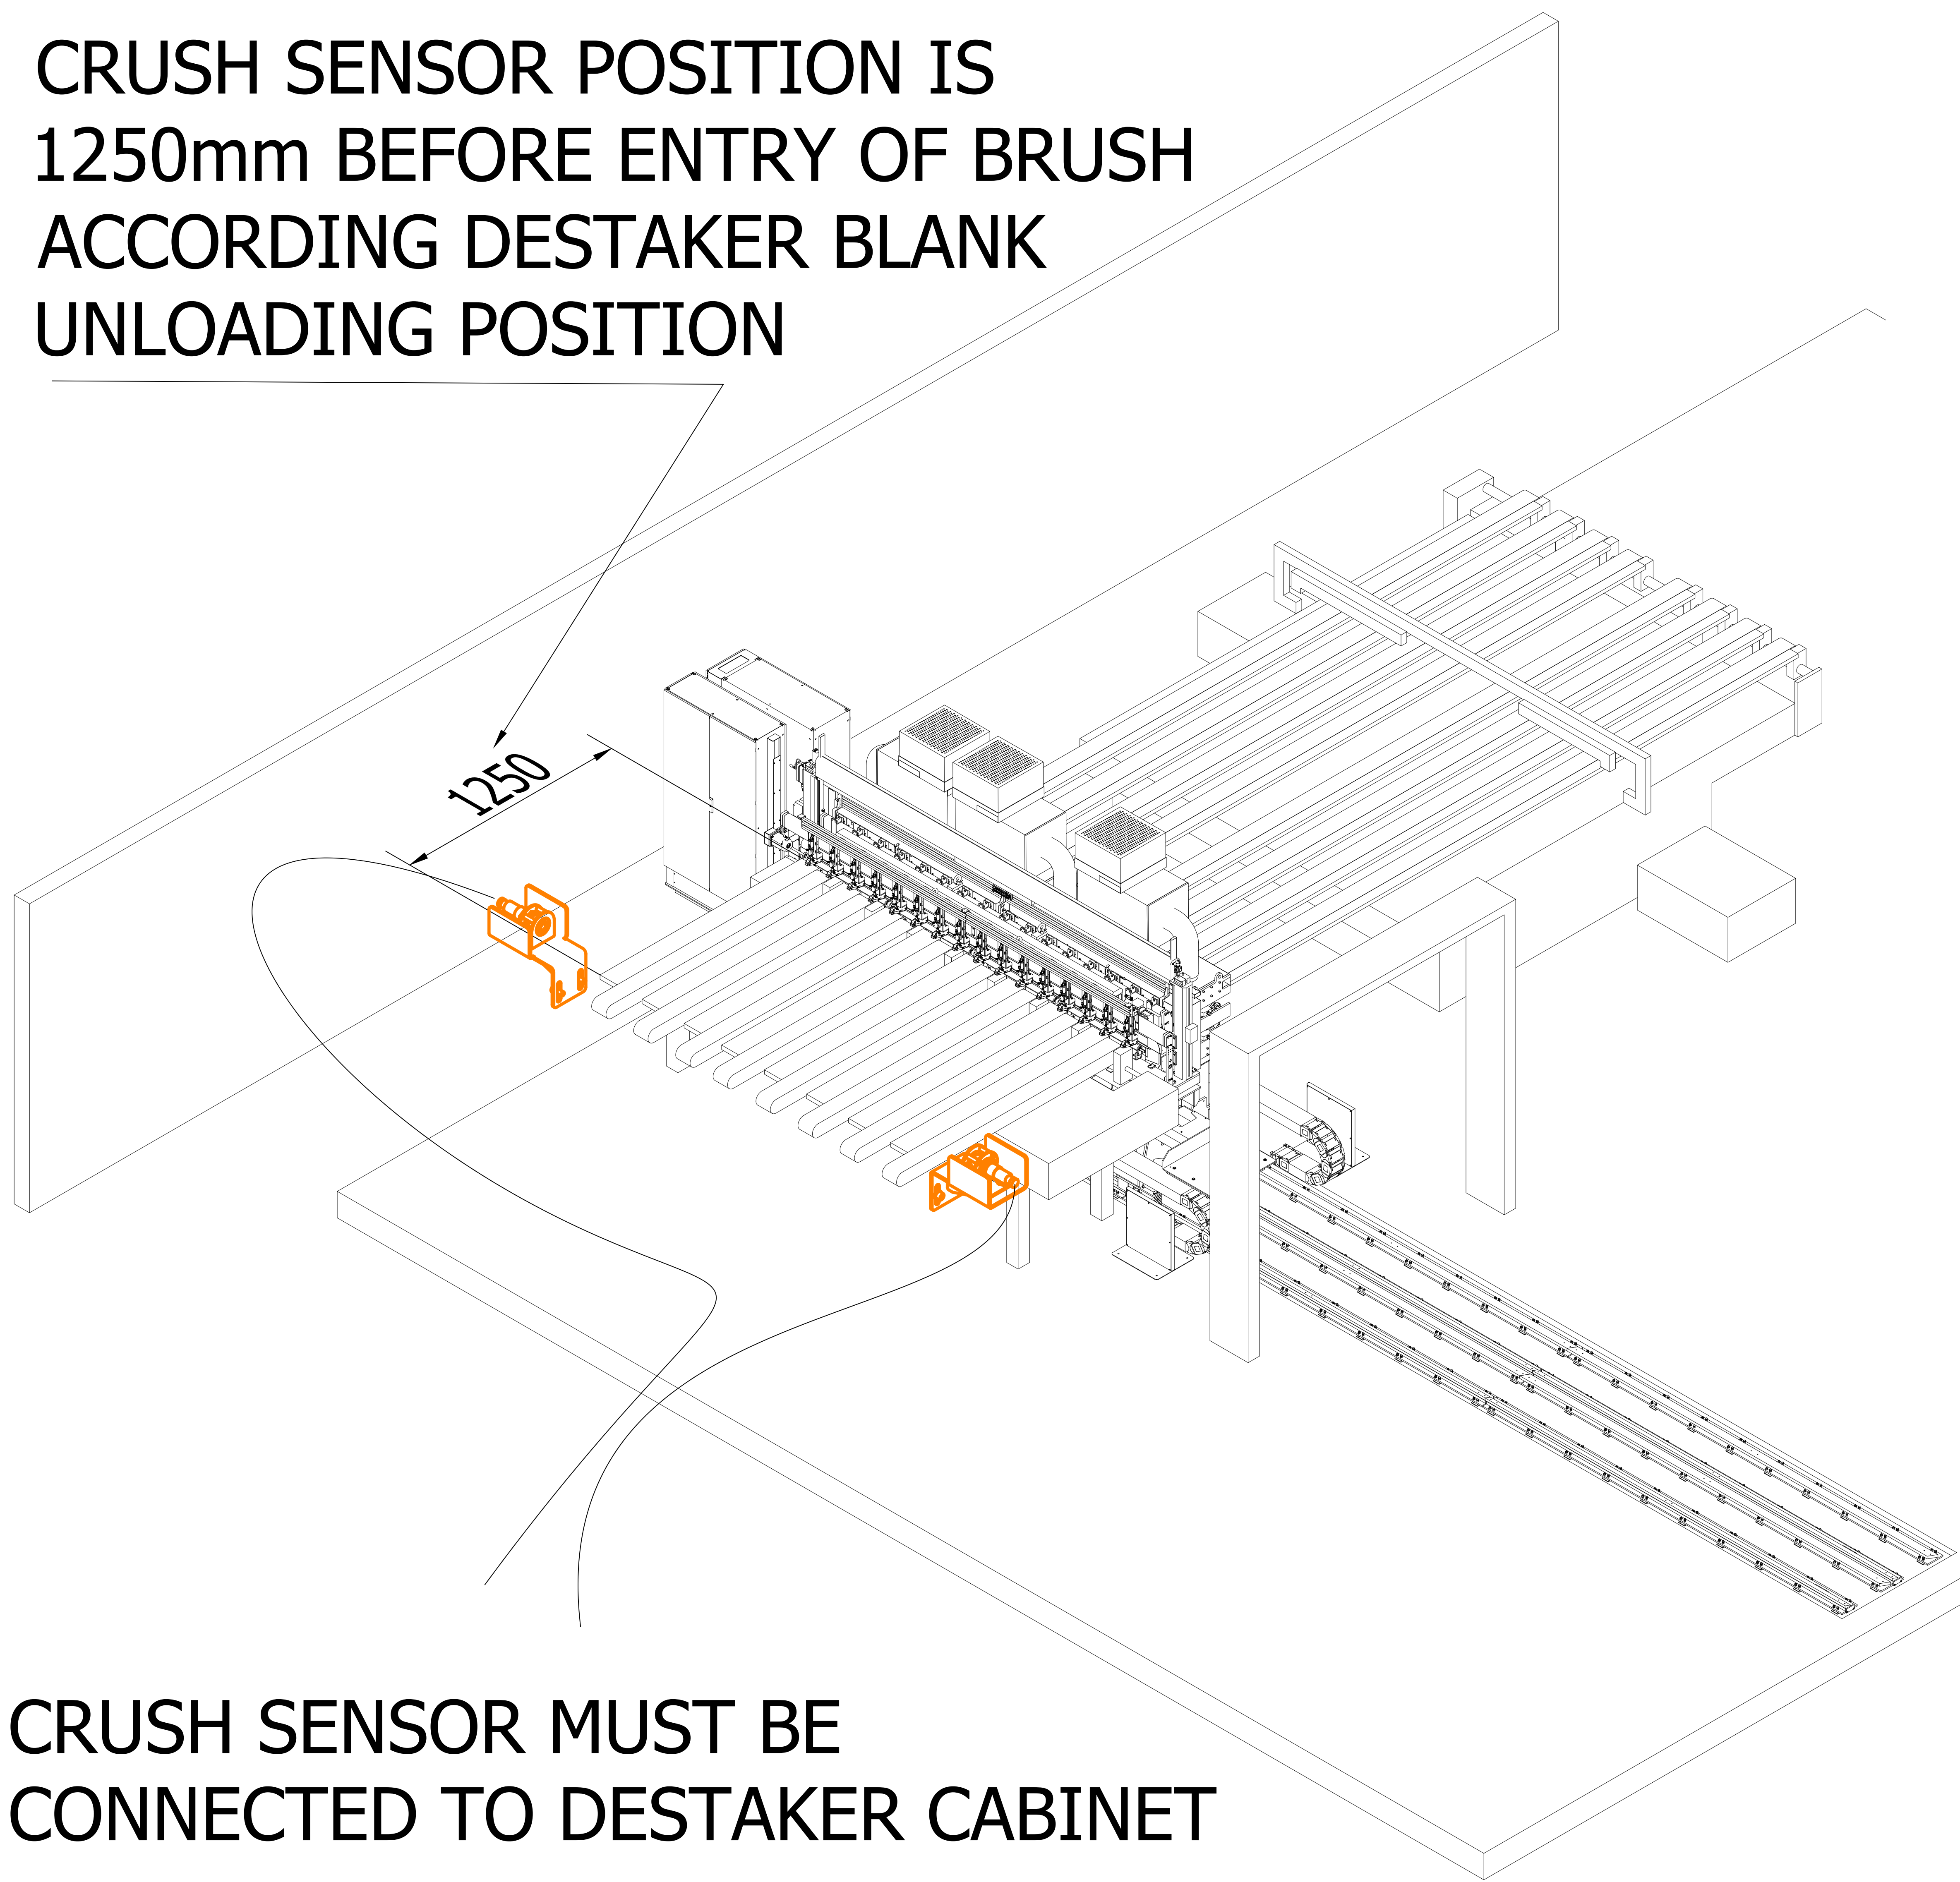 CRUSH SENSOR POSITION IS
1250mm BEFORE ENTRY OF BRUSH
ACCORDING DESTAKER BLANK
UNLOADING POSITION
1250
CRUSH SENSOR MUST BE
CONNECTED TO DESTAKER CABINET